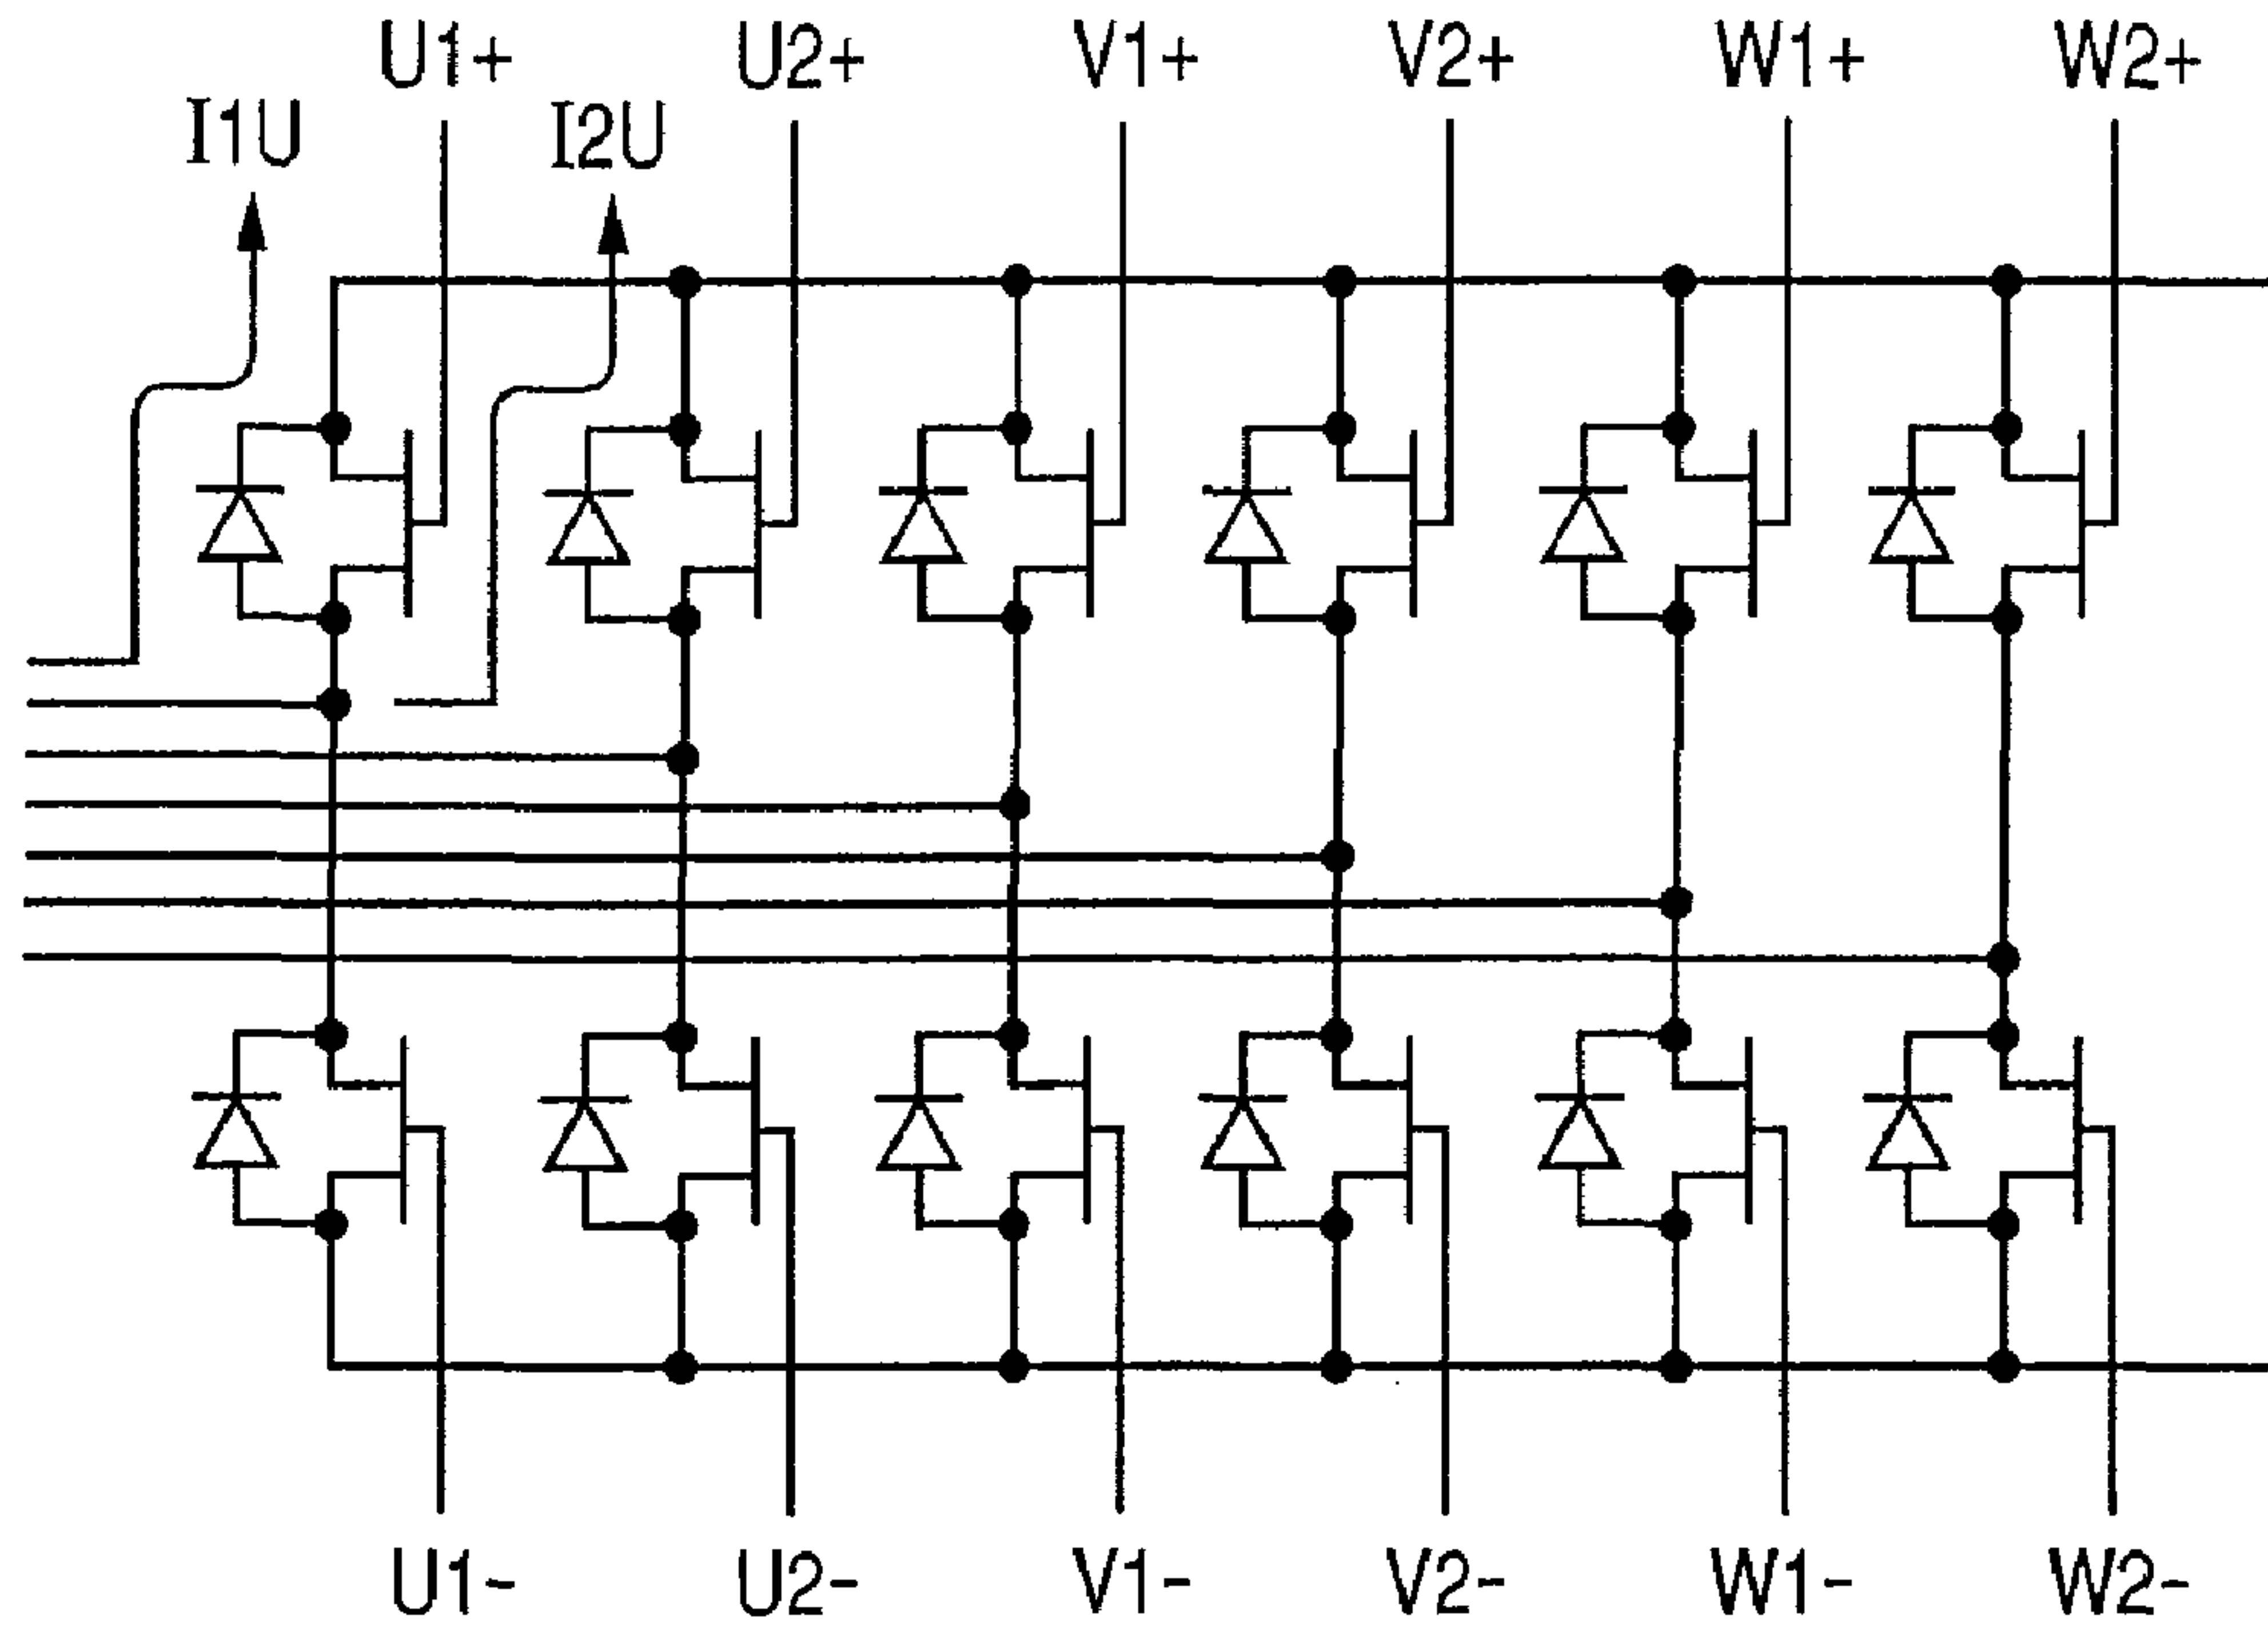 U1+ U2+ V1+ V2+ W1+ W2+
I1U I2U
U1- U2- V1- V2- W1- W2-